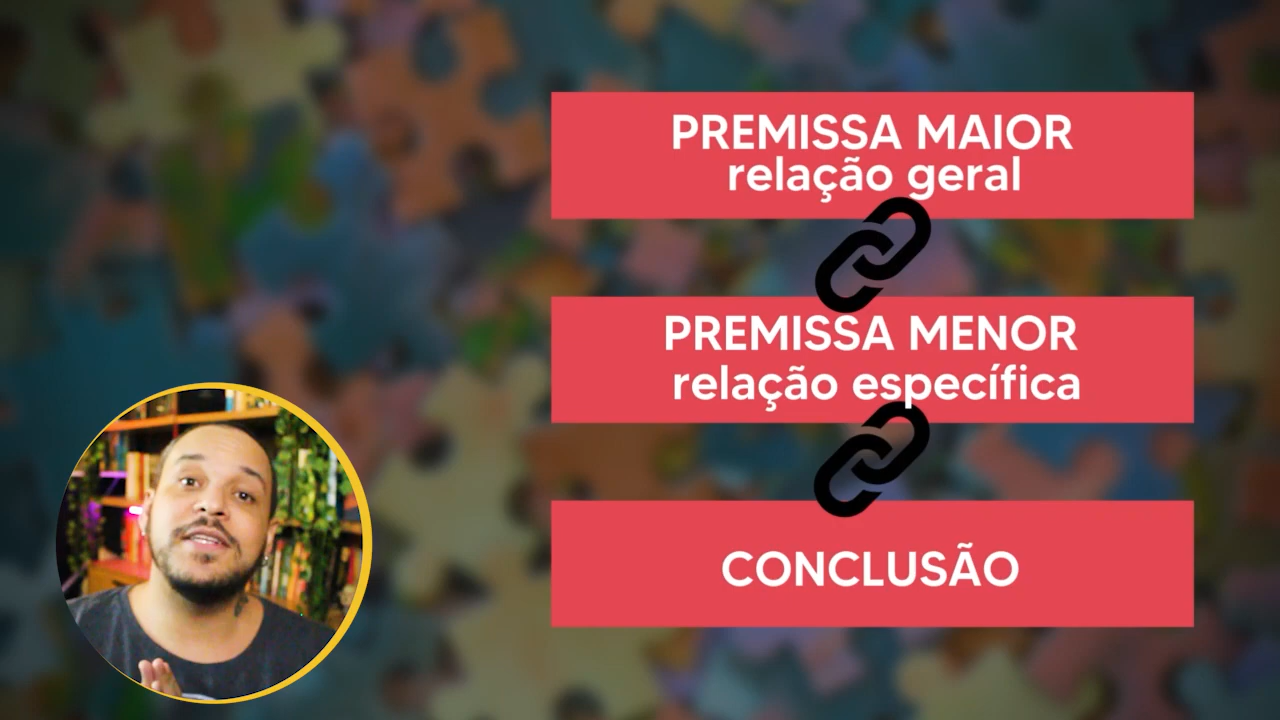 PREMISSA MAIOR
relação geral
PREMISSA MENOR
relação específica
CONCLUSÃO